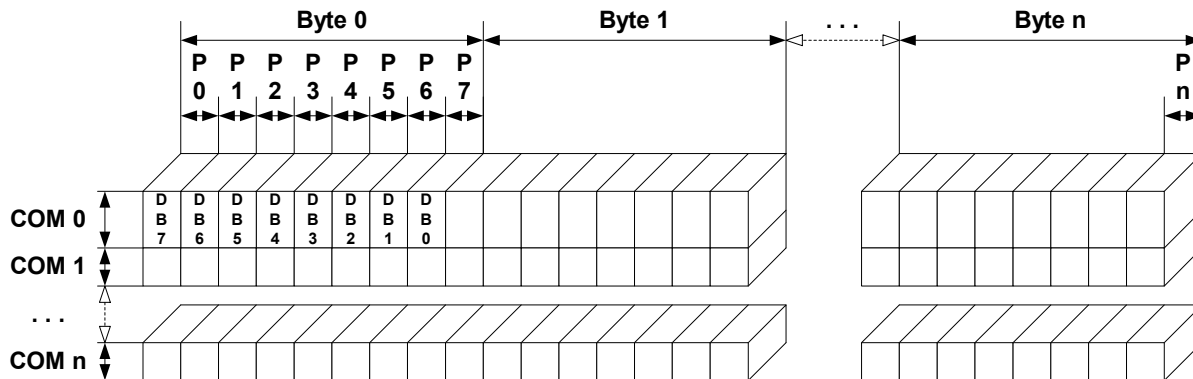 Byte 0 Byte 1 . . . Byte n
P P P P P P P P P
0 1 2 3 4 5 6 7 n
D D D D D D D D
COM 0 B B B B B B B B
7 6 5 4 3 2 1 0
COM 1
. . .
COM n